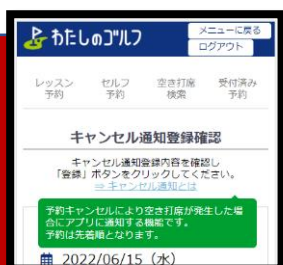 わたしのゴルフ
メニューに戻る
ログアウト
レッスン セルフ 空き打席 受付済み
予約 予約 検索 予約
キャンセル通知登録確認
キャンセル通知登録内容を確認し
「登録」ボタンをクリックしてください。
⇒ キャンセル通知とは
予約キャンセルにより空き打席が発生した場
合にアプリに通知する機能です。
予約は先着順となります。
2022/06/15（水）